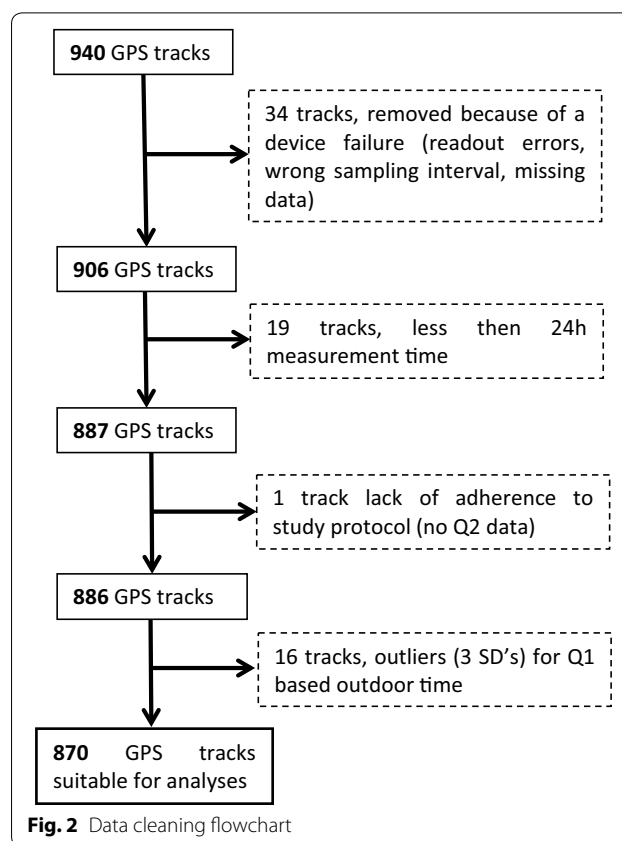 940 GPS tracks
34 tracks, removed because of a
device failure (readout errors,
wrong sampling interval, missing
data)
906 GPS tracks
19 tracks, less then 24h
measurement time
887 GPS tracks
1 track lack of adherence to
study protocol (no Q2 data)
886 GPS tracks
16 tracks, outliers (3 SD's) for Q1
based outdoor time
870 GPS tracks
suitable for analyses
Fig. 2 Data cleaning flowchart